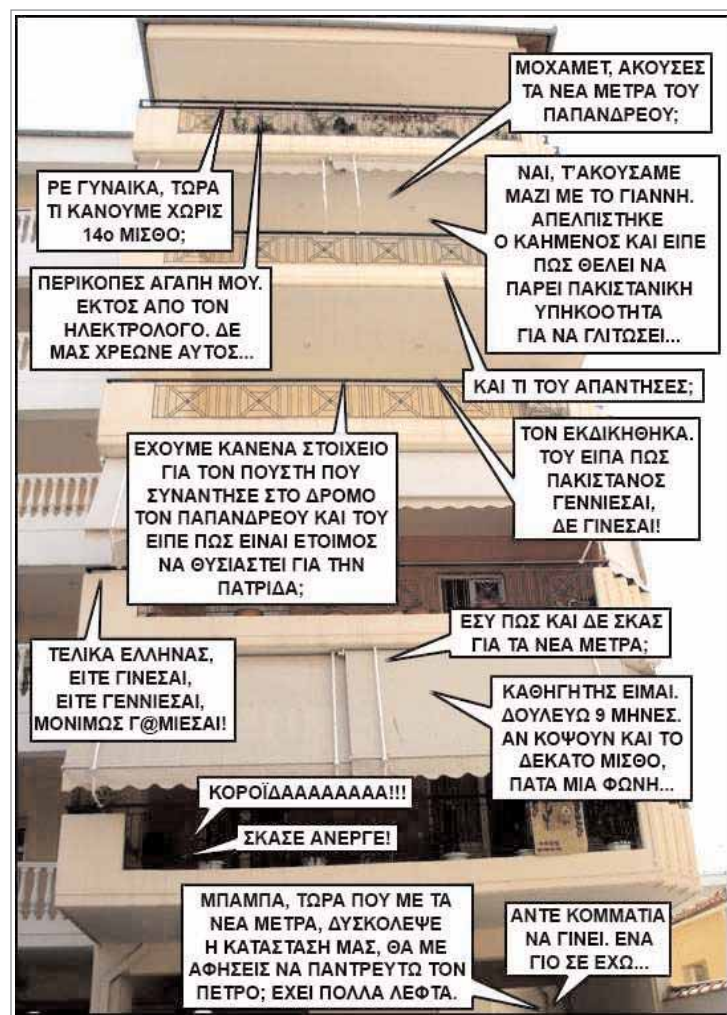 ΜΟΧΑΜΕΤ, ΑΚΟΥΣΕΣ
ΤΑ ΝΕΑ ΜΕΤΡΑ ΤΟΥ
ΠΑΠΑΝΔΡΕΟΥ;
ΡΕ ΓΥΝΑΙΚΑ, ΤΩΡΑ
ΤΙ ΚΑΝΟΥΜΕ ΧΩΡΙΣ
14ο ΜΙΣΘΟ;
ΝΑΙ, Τ'ΑΚΟΥΣΑΜΕ
ΜΑΖΙ ΜΕ ΤΟ ΓΙΑΝΝΗ.
ΑΠΕΛΠΙΣΤΗΚΕ
Ο ΚΑΗΜΕΝΟΣ ΚΑΙ ΕΙΠΕ
ΠΩΣ ΘΕΛΕΙ ΝΑ
ΠΑΡΕΙ ΠΑΚΙΣΤΑΝΙΚΗ
ΥΠΗΚΟΟΤΗΤΑ
ΓΙΑ ΝΑ ΓΛΙΤΩΣΕΙ...
ΠΕΡΙΚΟΠΕΣ ΑΓΑΠΗ ΜΟΥ.
ΕΚΤΟΣ ΑΠΟ ΤΟΝ
ΗΛΕΚΤΡΟΛΟΓΟ. ΔΕ
ΜΑΣ ΧΡΕΩΝΕ ΑΥΤΟΣ...
ΚΑΙ ΤΙ ΤΟΥ ΑΠΑΝΤΗΣΕΣ;
ΤΟΝ ΕΚΔΙΚΗΘΗΚΑ.
ΤΟΥ ΕΙΠΑ ΠΩΣ
ΠΑΚΙΣΤΑΝΟΣ
ΓΕΝΝΙΕΣΑΙ,
ΔΕ ΓΙΝΕΣΑΙ!
ΕΧΟΥΜΕ ΚΑΝΕΝΑ ΣΤΟΙΧΕΙΟ
ΓΙΑ ΤΟΝ ΠΟΥΣΤΗ ΠΟΥ
ΣΥΝΑΝΤΗΣΕ ΣΤΟ ΔΡΟΜΟ
ΤΟΝ ΠΑΠΑΝΔΡΕΟΥ ΚΑΙ ΤΟΥ
ΕΙΠΕ ΠΩΣ ΕΙΝΑΙ ΕΤΟΙΜΟΣ
ΝΑ ΘΥΣΙΑΣΤΕΙ ΓΙΑ ΤΗΝ
ΠΑΤΡΙΔΑ;
ΤΕΛΙΚΑ ΕΛΛΗΝΑΣ,
ΕΙΤΕ ΓΙΝΕΣΑΙ,
ΕΙΤΕ ΓΕΝΝΙΕΣΑΙ,
ΜΟΝΙΜΩΣ Γ@ΜΙΕΣΑΙ!
ΕΣΥ ΠΩΣ ΚΑΙ ΔΕ ΣΚΑΣ
ΓΙΑ ΤΑ ΝΕΑ ΜΕΤΡΑ;
ΚΑΘΗΓΗΤΗΣ ΕΙΜΑΙ.
ΔΟΥΛΕΥΩ 9 ΜΗΝΕΣ.
ΑΝ ΚΟΨΟΥΝ ΚΑΙ ΤΟ
ΔΕΚΑΤΟ ΜΙΣΘΟ,
ΠΑΤΑ ΜΙΑ ΦΩΝΗ...
ΚΟΡΟΪΔΑΑΑΑΑΑΑΑΑ!!!
ΣΚΑΣΕ ΑΝΕΡΓΕ!
ΜΠΑΜΠΑ, ΤΩΡΑ ΠΟΥ ΜΕ ΤΑ
ΝΕΑ ΜΕΤΡΑ, ΔΥΣΚΟΛΕΨΕ
Η ΚΑΤΑΣΤΑΣΗ ΜΑΣ, ΘΑ ΜΕ
ΑΦΗΣΕΙΣ ΝΑ ΠΑΝΤΡΕΥΤΩ ΤΟΝ
ΠΕΤΡΟ; ΕΧΕΙ ΠΟΛΛΑ ΛΕΦΤΑ.
ΑΝΤΕ ΚΟΜΜΑΤΙΑ
ΝΑ ΓΙΝΕΙ. ΕΝΑ
ΓΙΟ ΣΕ ΕΧΩ...